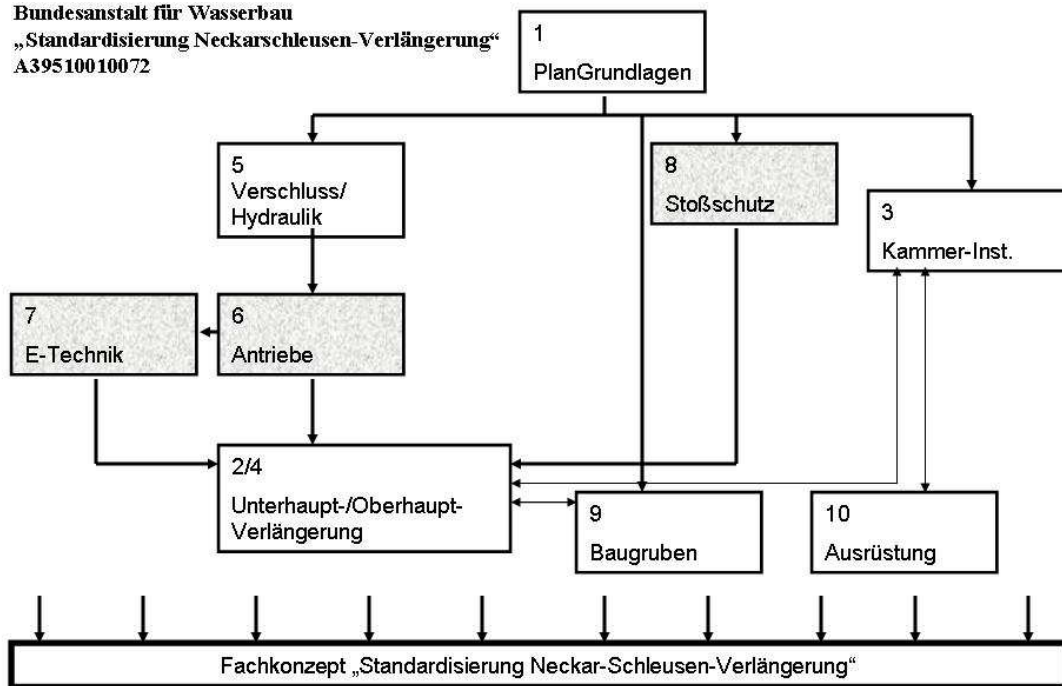 Bundesanstalt für Wasserbau
„Standardisierung Neckarschleusen-Verlängerung“
A39510010072
1
PlanGrundlagen
5
Verschluss/
Hydraulik
8
Stoßschutz
3
Kammer-Inst.
7
E-Technik
6
Antriebe
2/4
Unterhaupt-/Oberhaupt-
Verlängerung
9
Baugruben
10
Ausrüstung
Fachkonzept „Standardisierung Neckar-Schleusen-Verlängerung“